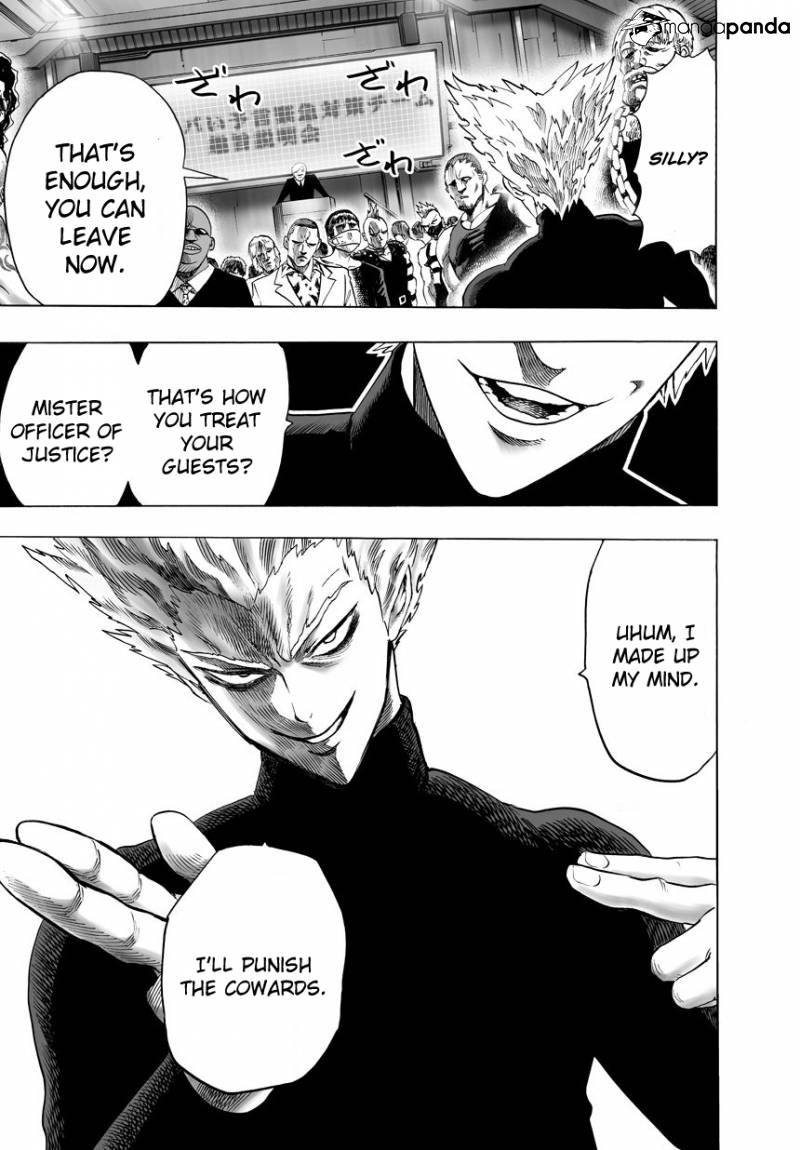 mangapanda
SILLY?
ざわ
ざわ
ざわ
THAT'S
ENOUGH,
YOU CAN
LEAVE
NOW.
THAT'S HOW
YOU TREAT
YOUR
GUESTS?
MISTER
OFFICER OF
JUSTICE?
UHUM, I
MADE UP
MY MIND.
I'LL PUNISH
THE COWARDS.